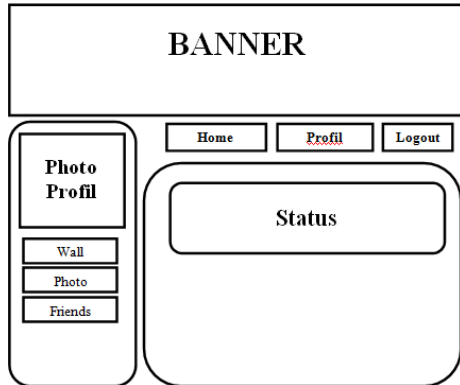 BANNER
Home
Profil
Logout
Photo
Profil
Wall
Photo
Friends
Status